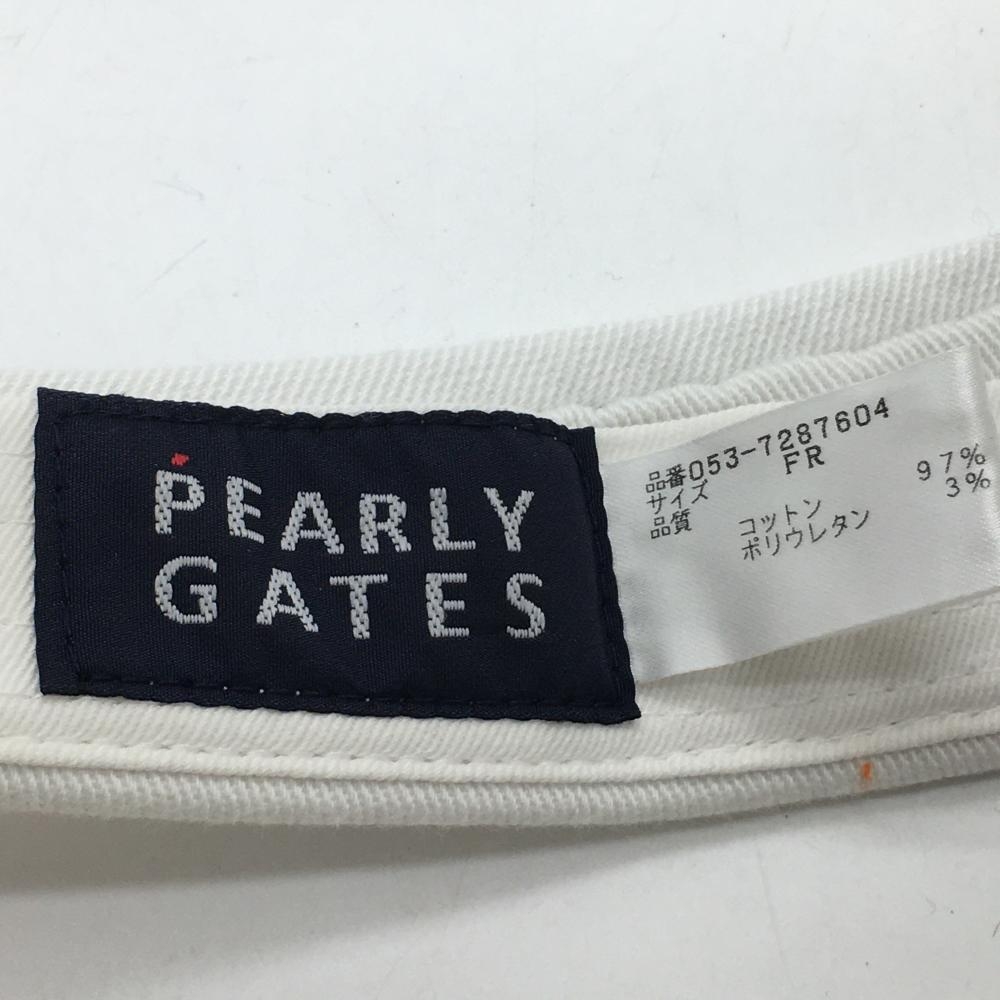 PEARLY
GATES
品番053-7287604
サイズ FR
品質 コットン 97%
ポリウレタン 3%